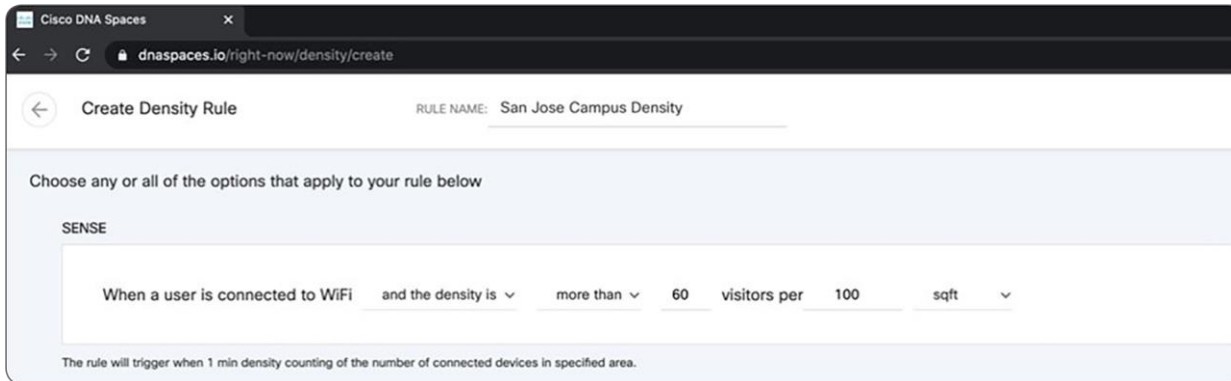 Cisco DNA Spaces
dnaspaces.io/right-now/density/create
Create Density Rule RULE NAME: San Jose Campus Density
Choose any or all of the options that apply to your rule below
SENSE
When a user is connected to WiFi and the density is more than 60 visitors per 100 sqft
The rule will trigger when 1 min density counting of the number of connected devices in specified area.